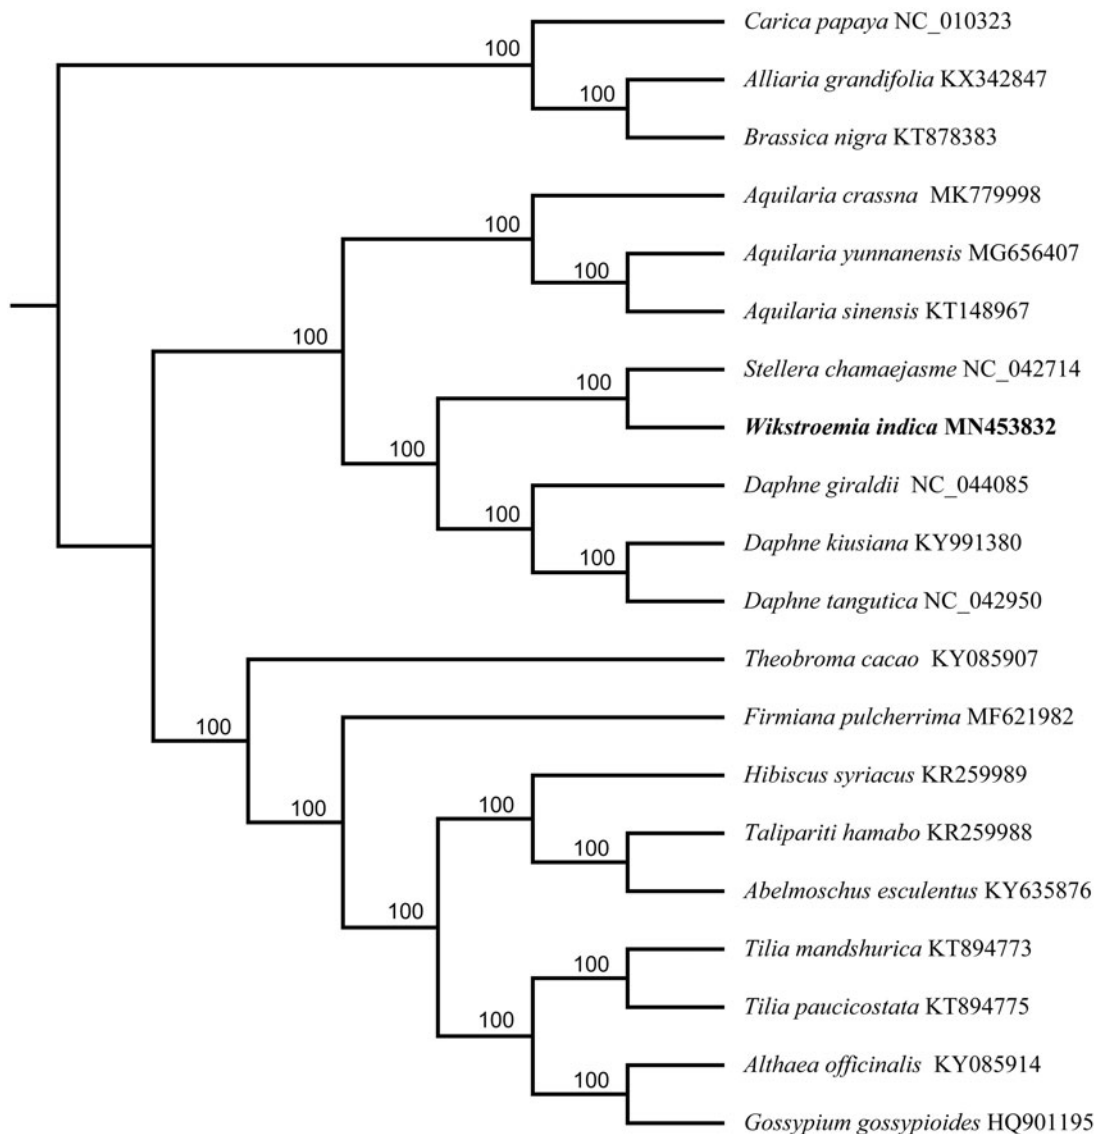 Carica papaya NC_010323
100
Alliaria grandifolia KX342847
100
Brassica nigra KT878383
Aquilaria crassna MK779998
100
Aquilaria yunnanensis MG656407
100
Aquilaria sinensis KT148967
100
Stellera chamaejasme NC_042714
100
Wikstroemia indica MN453832
100
Daphne giraldii NC_044085
100
Daphne kiusiana KY991380
100
Daphne tangutica NC_042950
Theobroma cacao KY085907
100
Firmiana pulcherrima MF621982
100
Hibiscus syriacus KR259989
100
Talipariti hamabo KR259988
100
Abelmoschus esculentus KY635876
100
Tilia mandshurica KT894773
100
Tilia paucicostata KT894775
100
Althaea officinalis KY085914
100
Gossypium gossypioides HQ901195